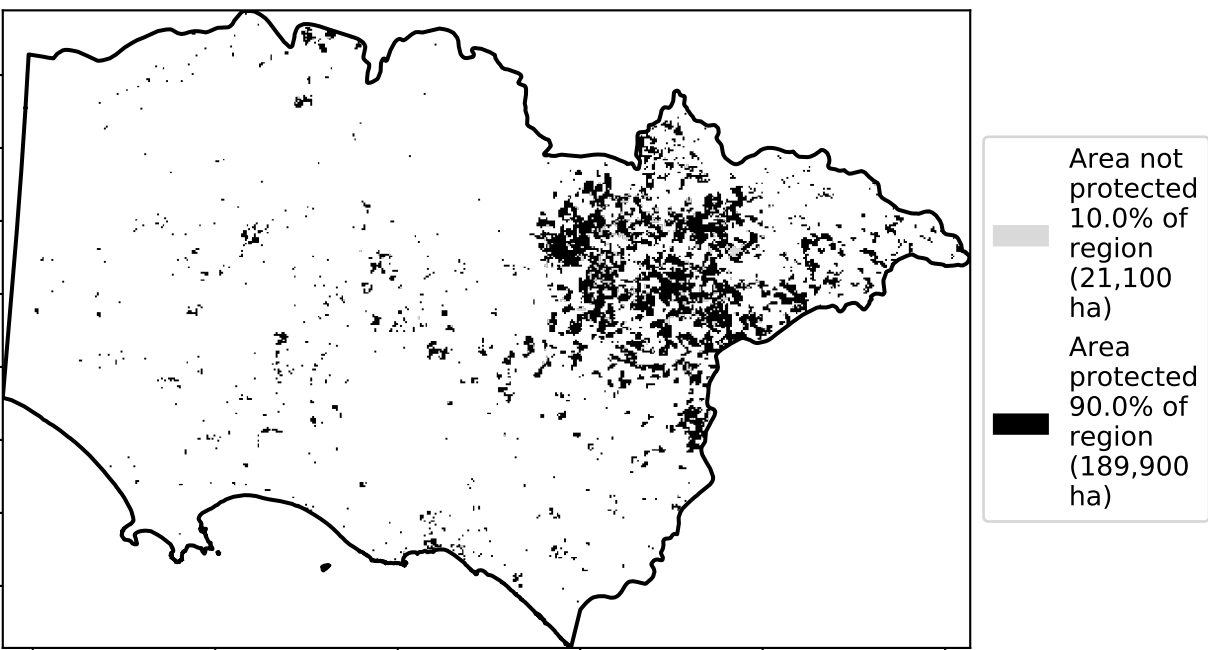 Area not
protected
10.0% of
region
(21,100
ha)
Area
protected
90.0% of
region
(189,900
ha)